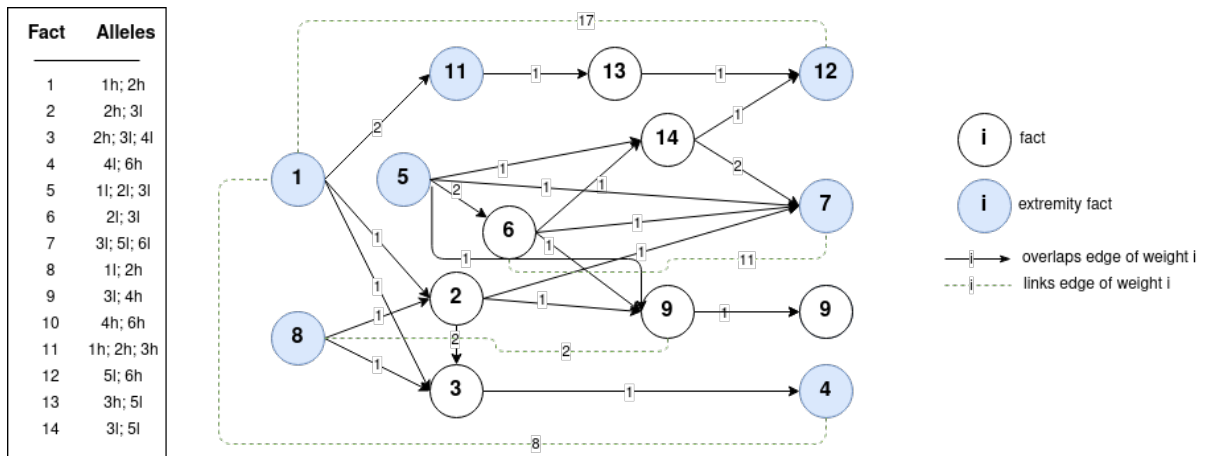 Fact Alleles
1 1h; 2h
2 2h; 3l
3 2h; 3l; 4l
4 4l; 6h
5 1l; 2l; 3l
6 2l; 3l
7 3l; 5l; 6l
8 1l; 2h
9 3l; 4h
10 4h; 6h
11 1h; 2h; 3h
12 5l; 6h
13 3h; 5l
14 3l; 5l
17
11 1 13 1 12
2
1
14
i fact
1
2
1 5 2 1 1
7
i extremity fact
6 1
1 1
1 1 11
i overlaps edge of weight i
i links edge of weight i
1
2 1 9 1 9
1
8 2 2
1
3 1 4
8